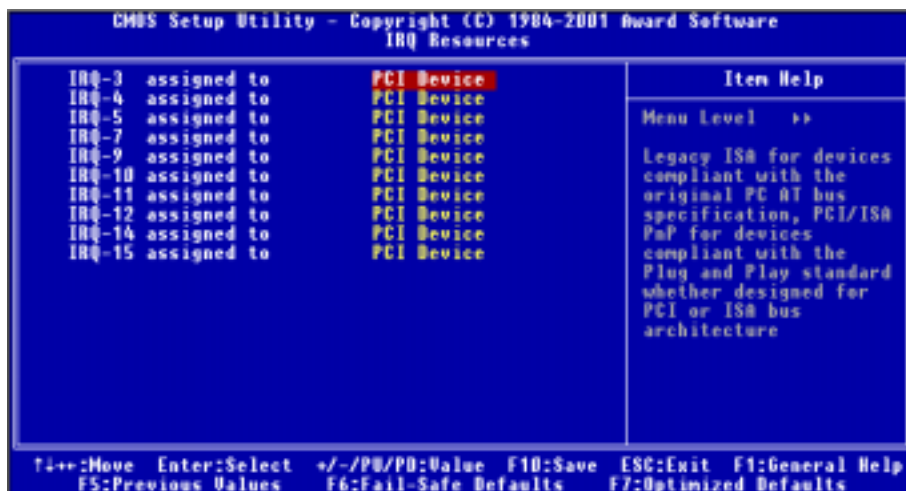 CMOS Setup Utility - Copyright (C) 1984-2001 Award Software
IRQ Resources
IRQ-3 assigned to PCI Device
IRQ-4 assigned to PCI Device
IRQ-5 assigned to PCI Device
IRQ-7 assigned to PCI Device
IRQ-9 assigned to PCI Device
IRQ-10 assigned to PCI Device
IRQ-11 assigned to PCI Device
IRQ-12 assigned to PCI Device
IRQ-14 assigned to PCI Device
IRQ-15 assigned to PCI Device
Item Help
Menu Level ▸▸
Legacy ISA for devices
compliant with the
original PC AT bus
specification, PCI/ISA
PnP for devices
compliant with the
Plug and Play standard
whether designed for
PCI or ISA bus
architecture
↑↓→←:Move Enter:Select +/-/PU/PD:Value F10:Save ESC:Exit F1:General Help
F5:Previous Values F6:Fail-Safe Defaults F7:Optimized Defaults